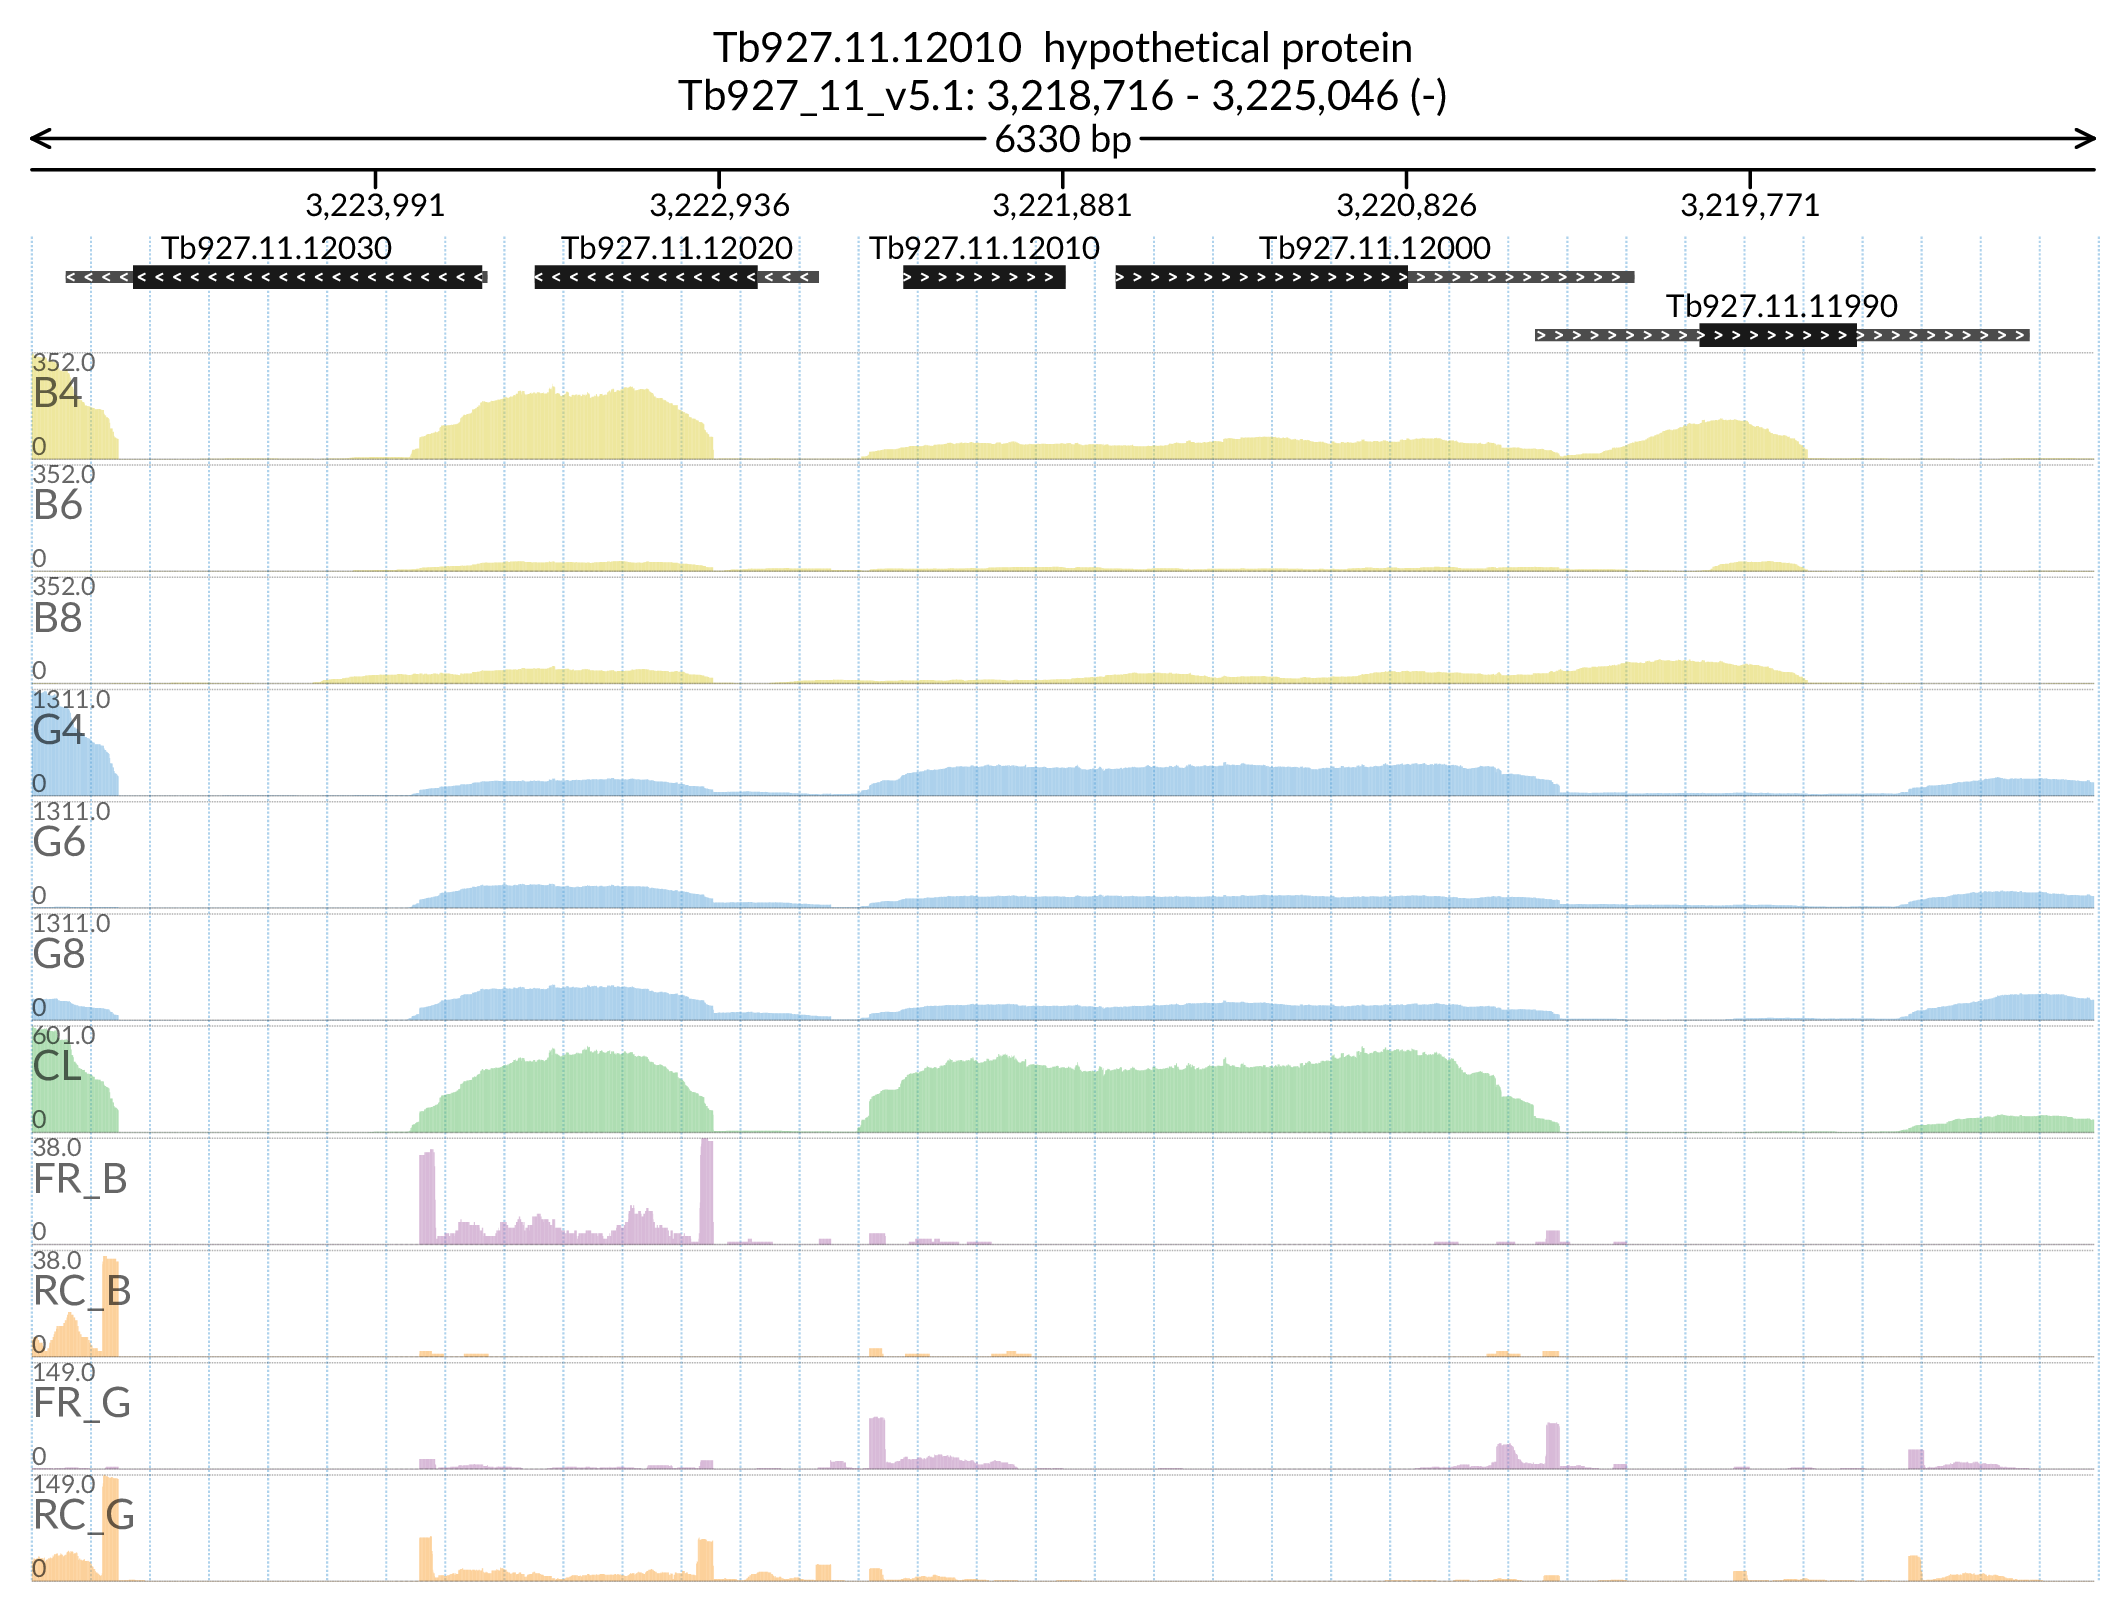 Tb927.11.12010  hypothetical protein
Tb927_11_v5.1: 3,218,716 - 3,225,046 (-)
6330 bp
3,223,991 3,222,936 3,221,881 3,220,826 3,219,771
Tb927.11.12030 Tb927.11.12020 Tb927.11.12010 Tb927.11.12000
Tb927.11.11990
352.0
B4
0
352.0
B6
0
352.0
B8
0
1311.0
G4
0
1311.0
G6
0
1311.0
G8
0
601.0
CL
0
38.0
FR_B
0
38.0
RC_B
0
149.0
FR_G
0
149.0
RC_G
0